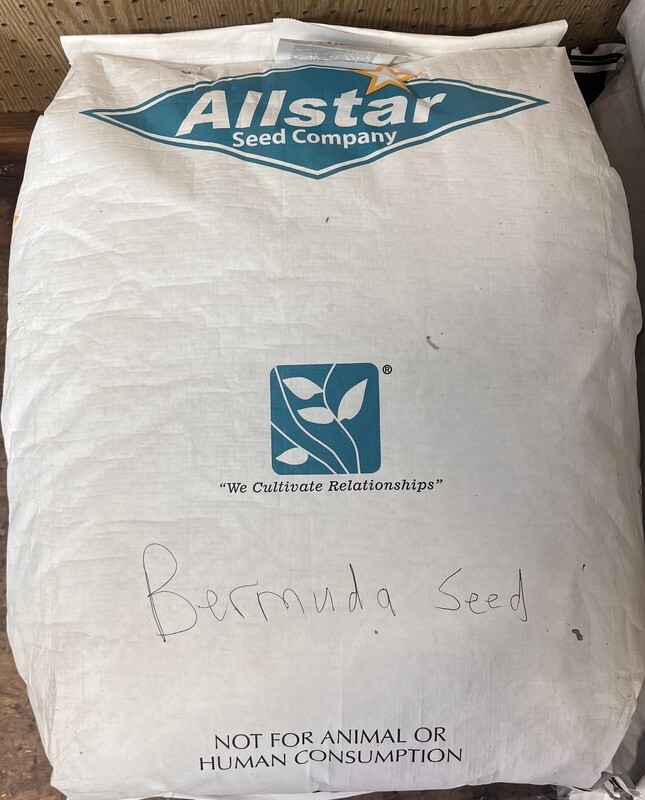 Allstar
Seed Company
®
“We Cultivate Relationships”
Bermuda Seed
NOT FOR ANIMAL OR
HUMAN CONSUMPTION